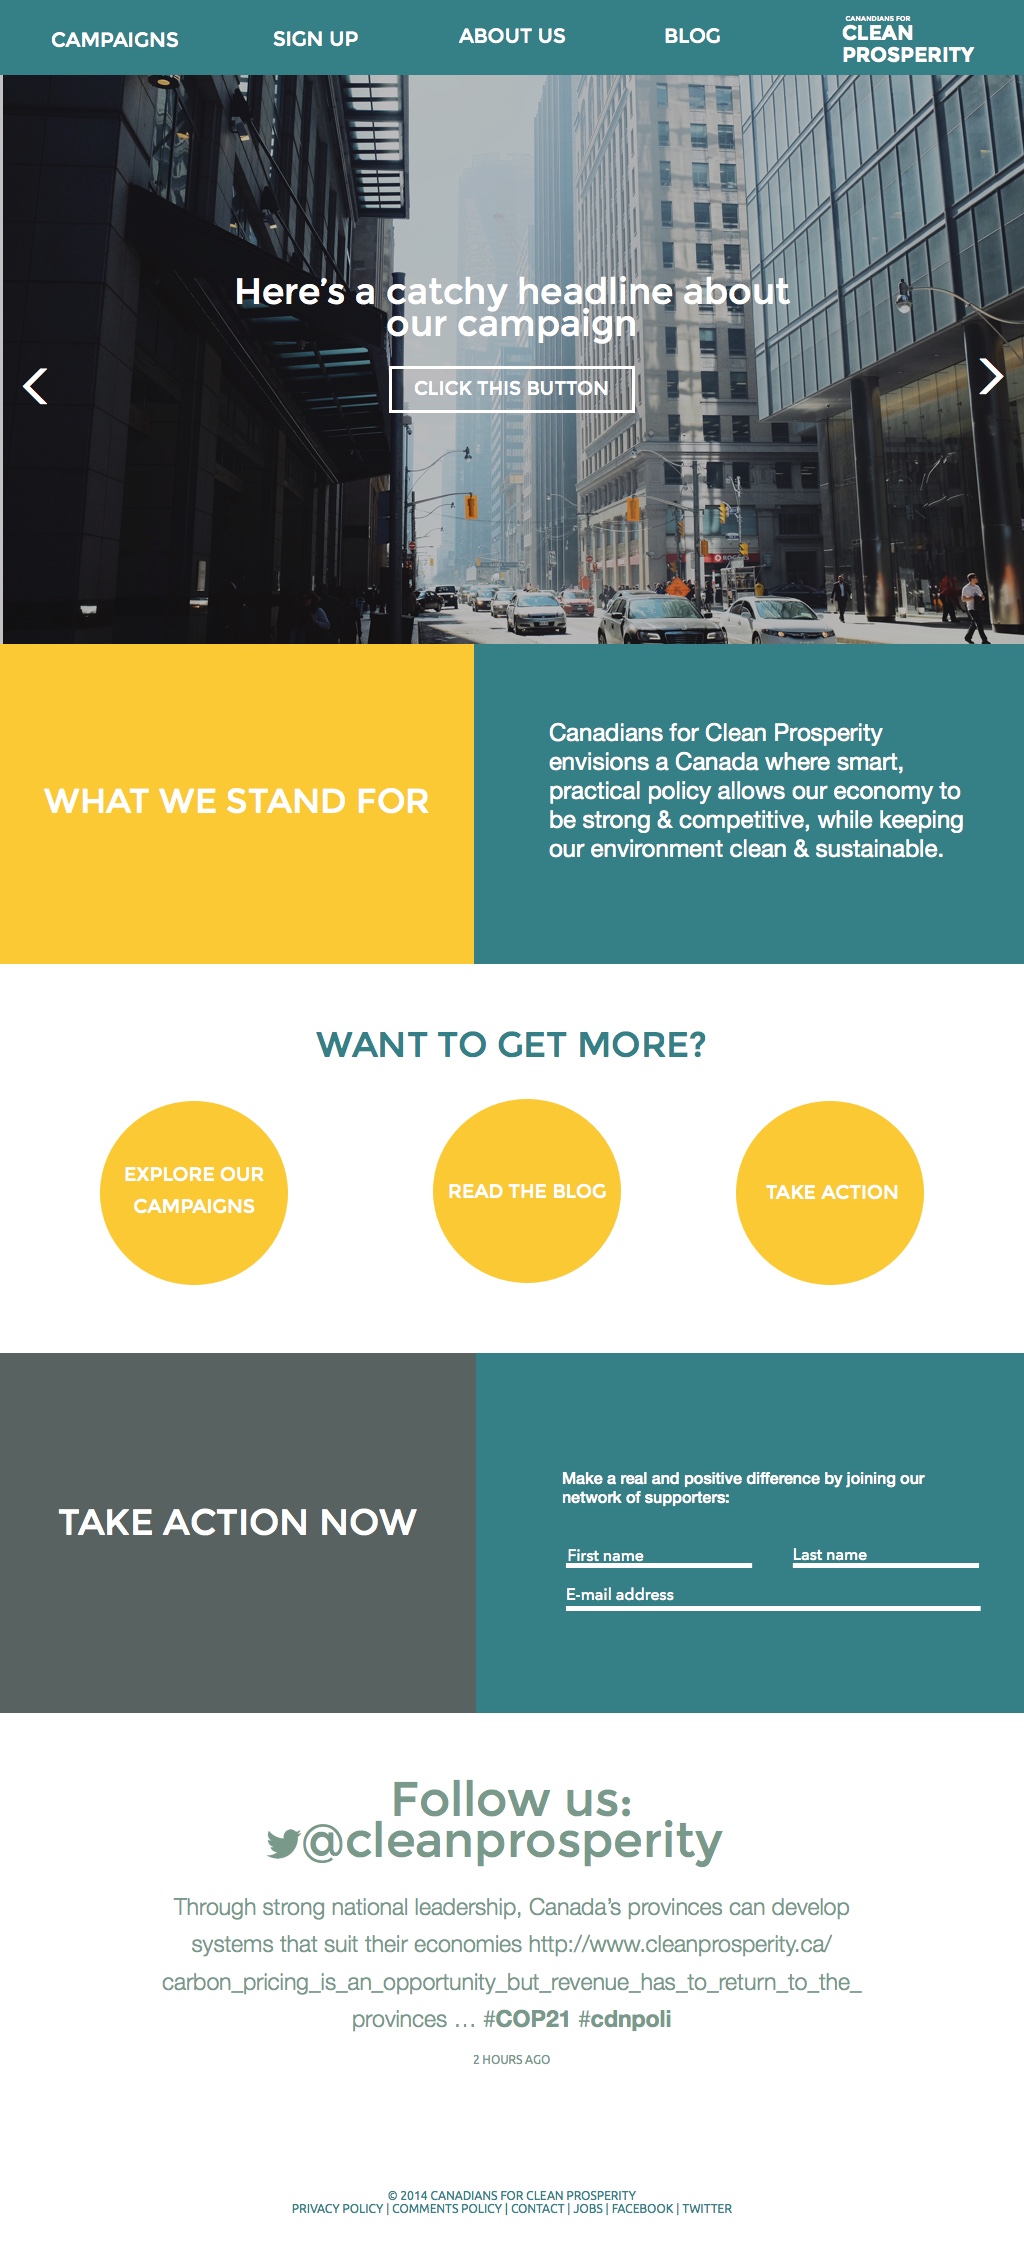 CAMPAIGNS
SIGN UP
ABOUT US
BLOG
CANANDIANS FOR
CLEAN
PROSPERITY
Here's a catchy headline about
our campaign
CLICK THIS BUTTON
ROGERS
WHAT WE STAND FOR
Canadians for Clean Prosperity
envisions a Canada where smart,
practical policy allows our economy to
be strong & competitive, while keeping
our environment clean & sustainable.
WANT TO GET MORE?
EXPLORE OUR
CAMPAIGNS
READ THE BLOG
TAKE ACTION
TAKE ACTION NOW
Make a real and positive difference by joining our
network of supporters:
First name
Last name
E-mail address
Follow us:
@cleanprosperity
Through strong national leadership, Canada's provinces can develop
systems that suit their economies http://www.cleanprosperity.ca/
carbon_pricing_is_an_opportunity_but_revenue_has_to_return_to_the_
provinces … #COP21 #cdnpoli
2 HOURS AGO
© 2014 CANADIANS FOR CLEAN PROSPERITY
PRIVACY POLICY | COMMENTS POLICY | CONTACT | JOBS | FACEBOOK | TWITTER